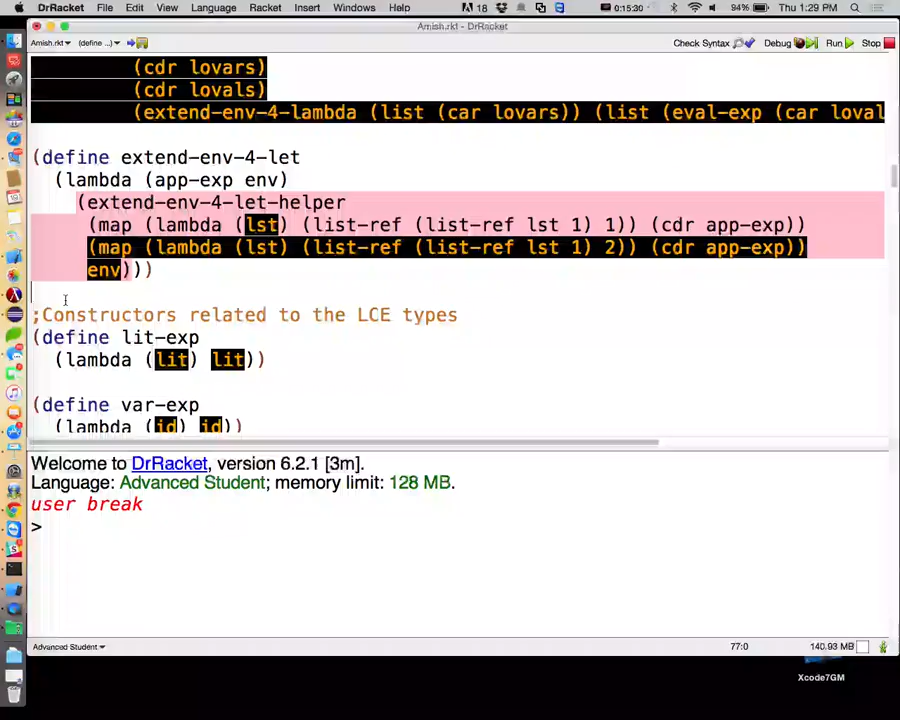 DrRacket File Edit View Language Racket Insert Windows Help 18 0:15:30 94% Thu 1:29 PM
Amish.rkt - DrRacket
Amish.rkt (define ...) Check Syntax Debug Run Stop
(cdr lovars)
(cdr lovals)
(extend-env-4-lambda (list (car lovars)) (list (eval-exp (car loval
(define extend-env-4-let
(lambda (app-exp env)
(extend-env-4-let-helper
(map (lambda (lst) (list-ref (list-ref lst 1) 1)) (cdr app-exp))
(map (lambda (lst) (list-ref (list-ref lst 1) 2)) (cdr app-exp))
env)))
;Constructors related to the LCE types
(define lit-exp
(lambda (lit) lit))
(define var-exp
(lambda (id) id))
Welcome to DrRacket, version 6.2.1 [3m].
Language: Advanced Student; memory limit: 128 MB.
user break
>
Advanced Student 77:0 140.93 MB
Xcode7GM